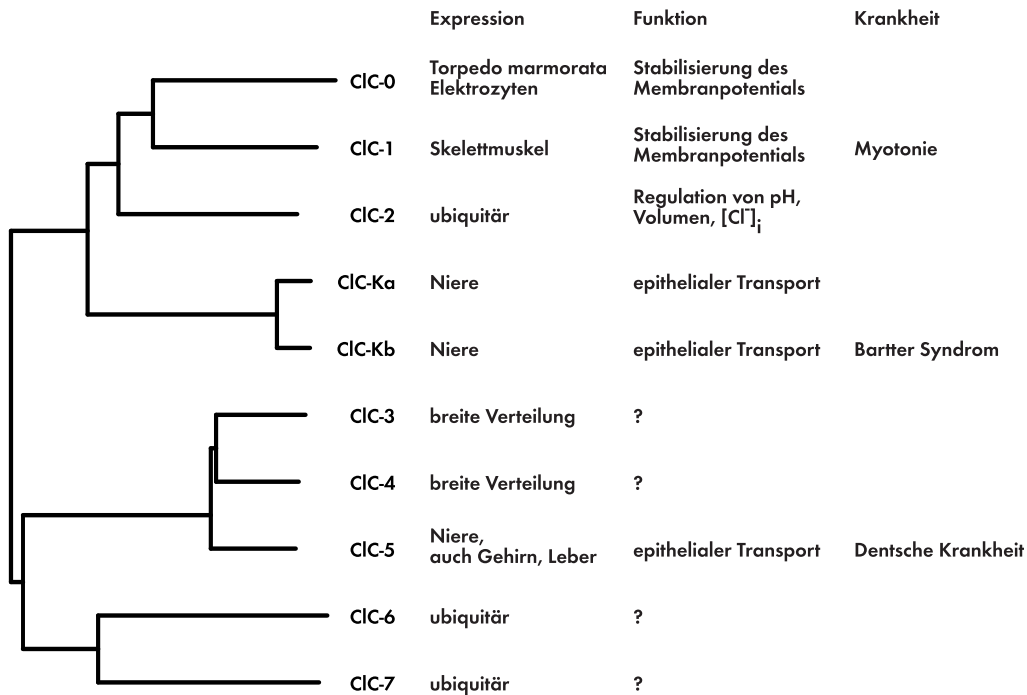 Expression Funktion Krankheit
ClC-0 Torpedo marmorata Stabilisierung des
Elektrozyten Membranpotentials
ClC-1 Skelettmuskel Stabilisierung des
Membranpotentials Myotonie
ClC-2 ubiquitär Regulation von pH,
Volumen, [Cl⁻]i
ClC-Ka Niere epithelialer Transport
ClC-Kb Niere epithelialer Transport Bartter Syndrom
ClC-3 breite Verteilung ?
ClC-4 breite Verteilung ?
ClC-5 Niere,
auch Gehirn, Leber epithelialer Transport Dentsche Krankheit
ClC-6 ubiquitär ?
ClC-7 ubiquitär ?